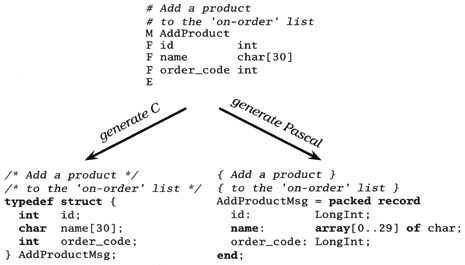 # Add a product
# to the 'on-order' list
M AddProduct
F id int
F name char[30]
F order_code int
E
generate C
generate Pascal
/* Add a product */
/* to the 'on-order' list */
typedef struct {
int id;
char name[30];
int order_code;
} AddProductMsg;
{ Add a product }
{ to the 'on-order' list }
AddProductMsg = packed record
id: LongInt;
name: array[0..29] of char;
order_code: LongInt;
end;